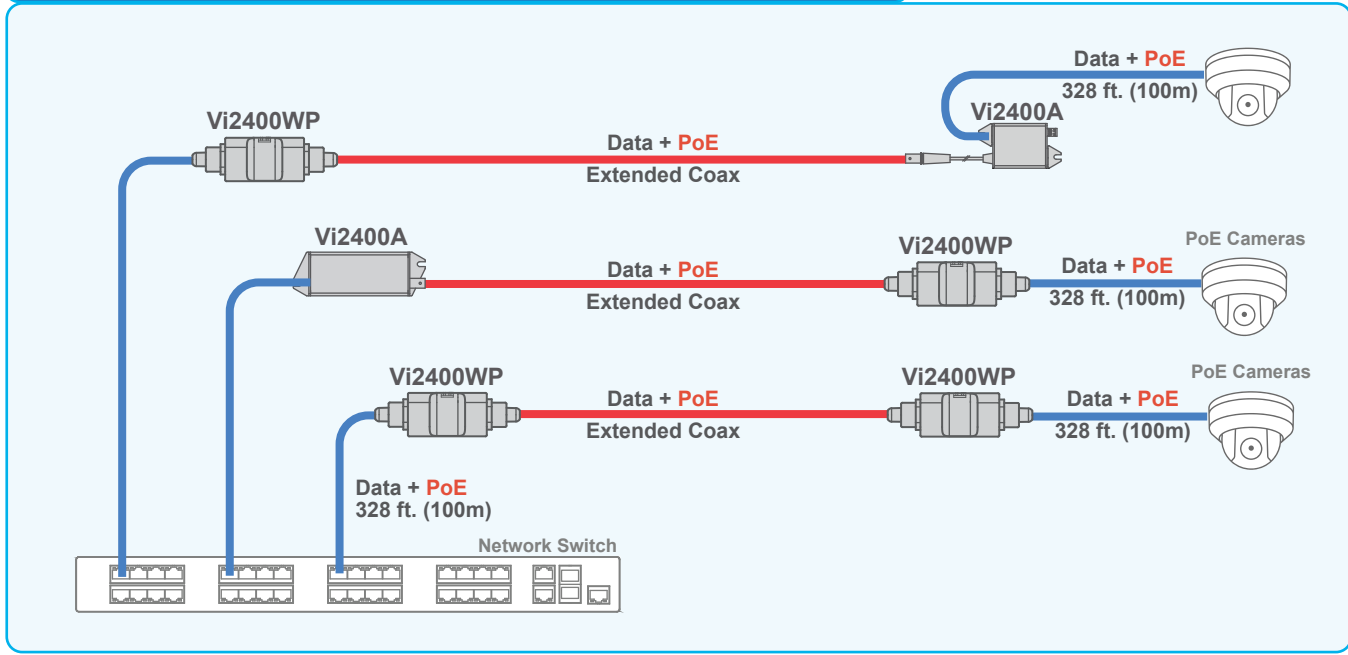 Data + PoE
328 ft. (100m)
Vi2400A
Vi2400WP
Data + PoE
Extended Coax
Vi2400A
Data + PoE
Extended Coax
Vi2400WP
Data + PoE
328 ft. (100m)
PoE Cameras
Vi2400WP
Data + PoE
Extended Coax
Vi2400WP
Data + PoE
328 ft. (100m)
PoE Cameras
Data + PoE
328 ft. (100m)
Network Switch